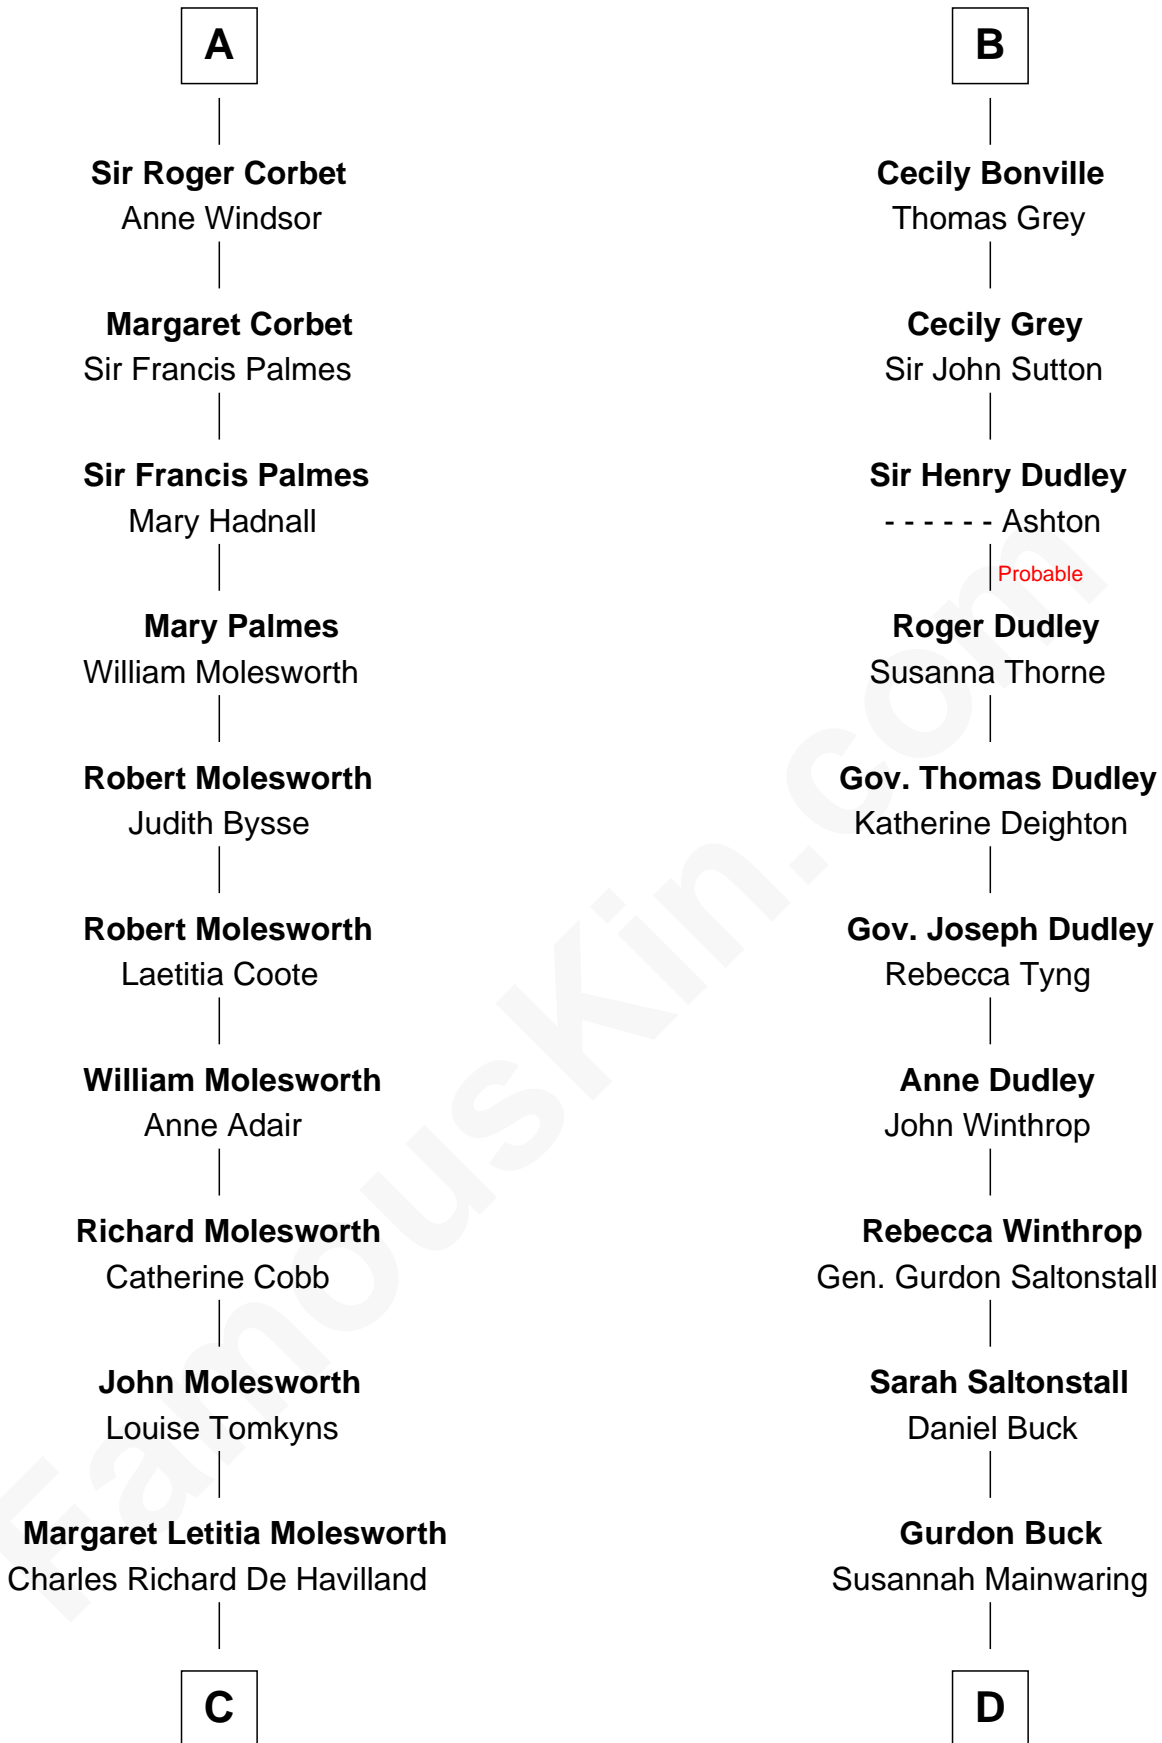 A
Sir Roger Corbet
Anne Windsor
Margaret Corbet
Sir Francis Palmes
Sir Francis Palmes
Mary Hadnall
Mary Palmes
William Molesworth
Robert Molesworth
Judith Bysse
Robert Molesworth
Laetitia Coote
William Molesworth
Anne Adair
Richard Molesworth
Catherine Cobb
John Molesworth
Louise Tomkyns
Margaret Letitia Molesworth
Charles Richard De Havilland
C
B
Cecily Bonville
Thomas Grey
Cecily Grey
Sir John Sutton
Sir Henry Dudley
- - - - - - Ashton
Probable
Roger Dudley
Susanna Thorne
Gov. Thomas Dudley
Katherine Deighton
Gov. Joseph Dudley
Rebecca Tyng
Anne Dudley
John Winthrop
Rebecca Winthrop
Gen. Gurdon Saltonstall
Sarah Saltonstall
Daniel Buck
Gurdon Buck
Susannah Mainwaring
D
FamousKin.com